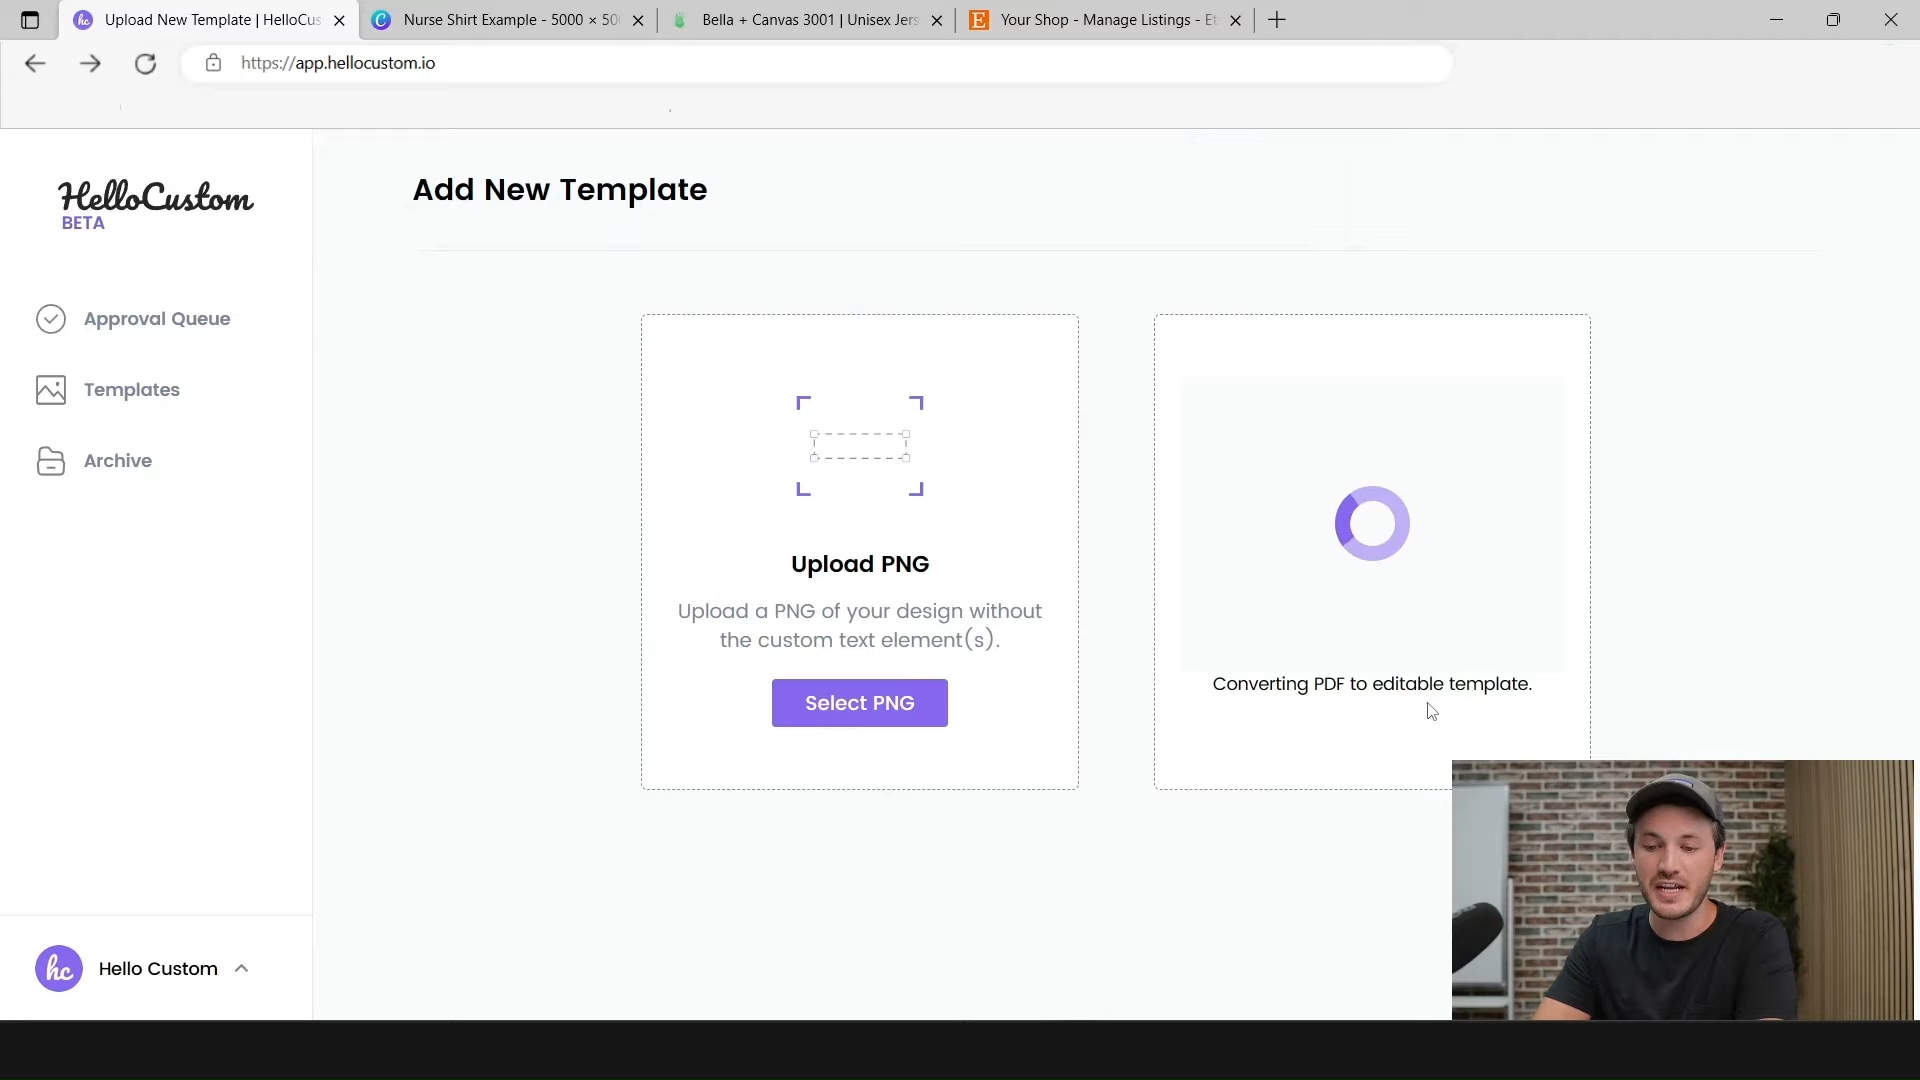 Upload New Template | HelloCus
Nurse Shirt Example - 5000 × 50
Bella + Canvas 3001 | Unisex Jers
Your Shop - Manage Listings - Et
https://app.hellocustom.io
HelloCustom
BETA
Add New Template
Approval Queue
Templates
Archive
Upload PNG
Upload a PNG of your design without
the custom text element(s).
Select PNG
Converting PDF to editable template.
hc Hello Custom